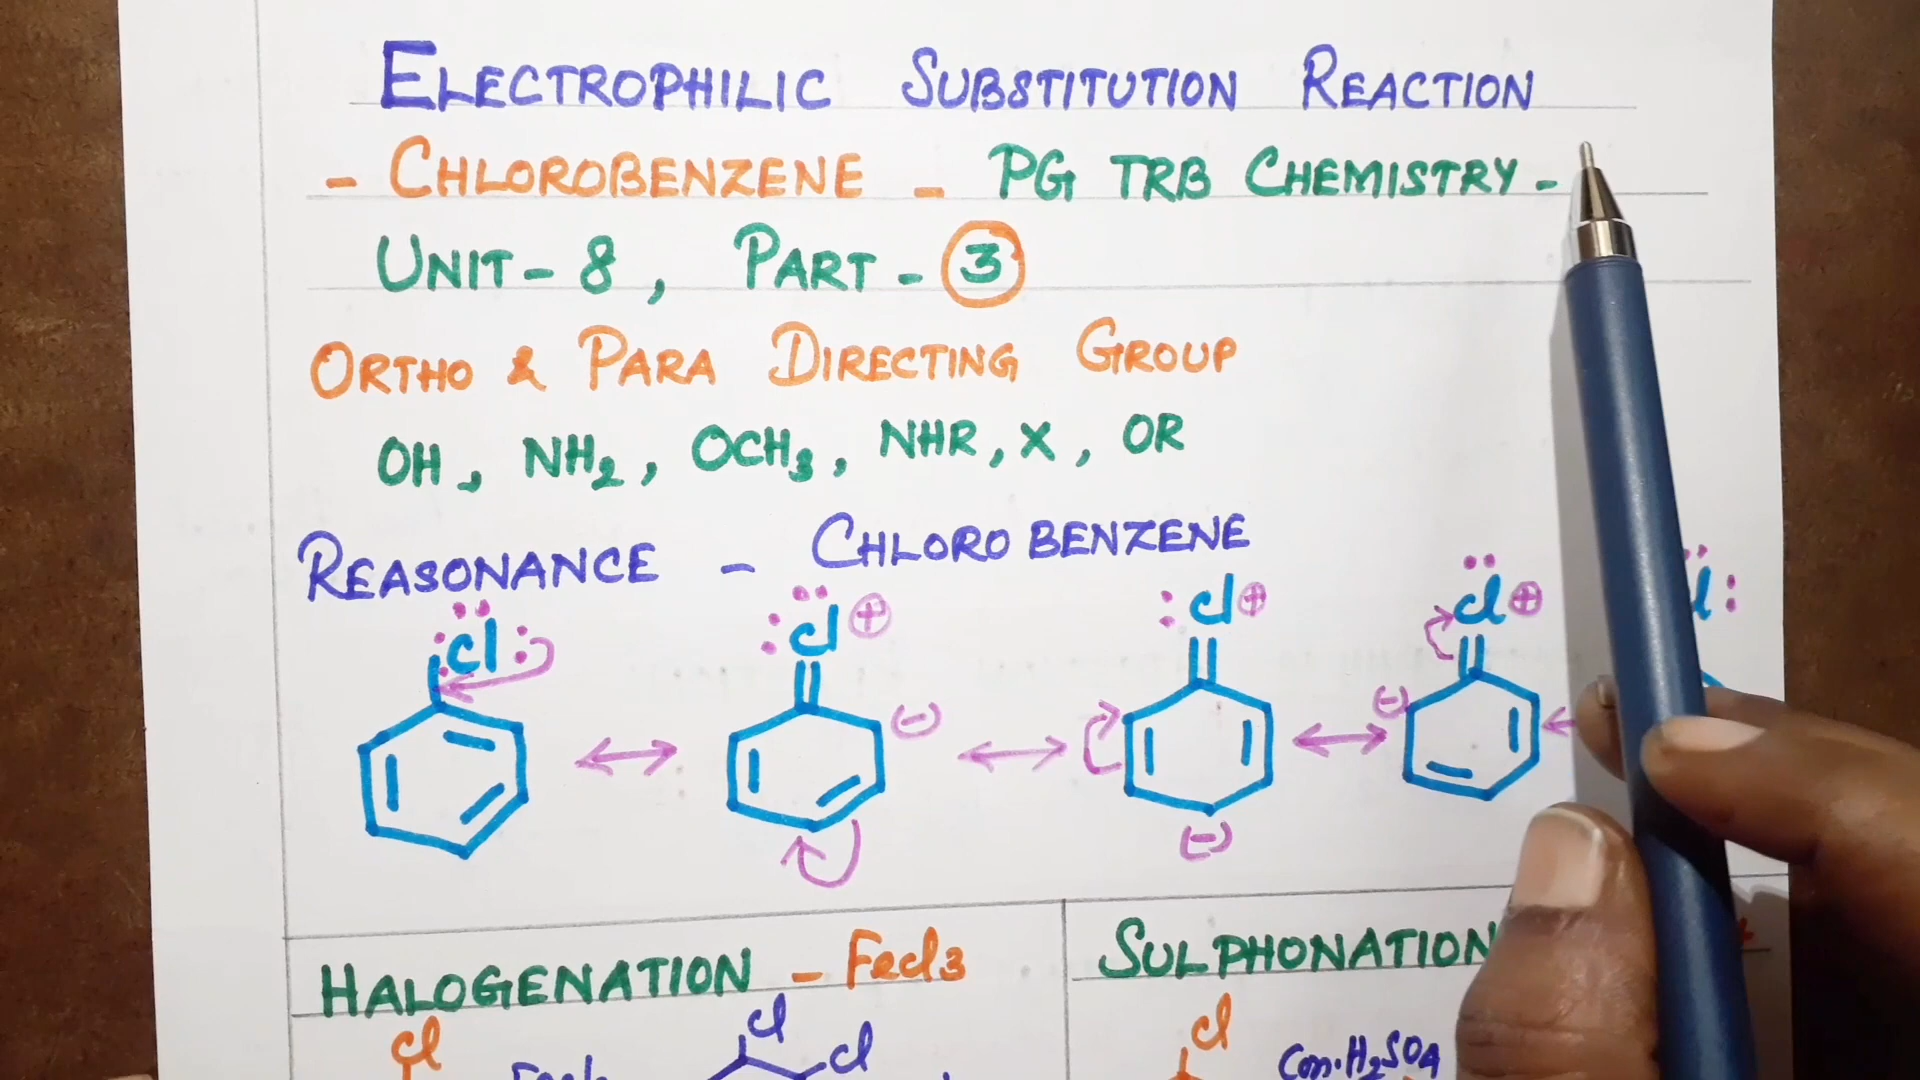 ELECTROPHILIC SUBSTITUTION REACTION
- CHLOROBENZENE - PG TRB CHEMISTRY -
UNIT - 8 , PART - 3
ORTHO & PARA DIRECTING GROUP
OH , NH2 , OCH3 , NHR , X , OR
REASONANCE - CHLORO BENZENE
:Cl: Cl⊕ Cl⊕ Cl⊕
(-) (-) (-)
HALOGENATION - FeCl3
SULPHONATION
Cl Cl Cl
Cl Con.H2SO4